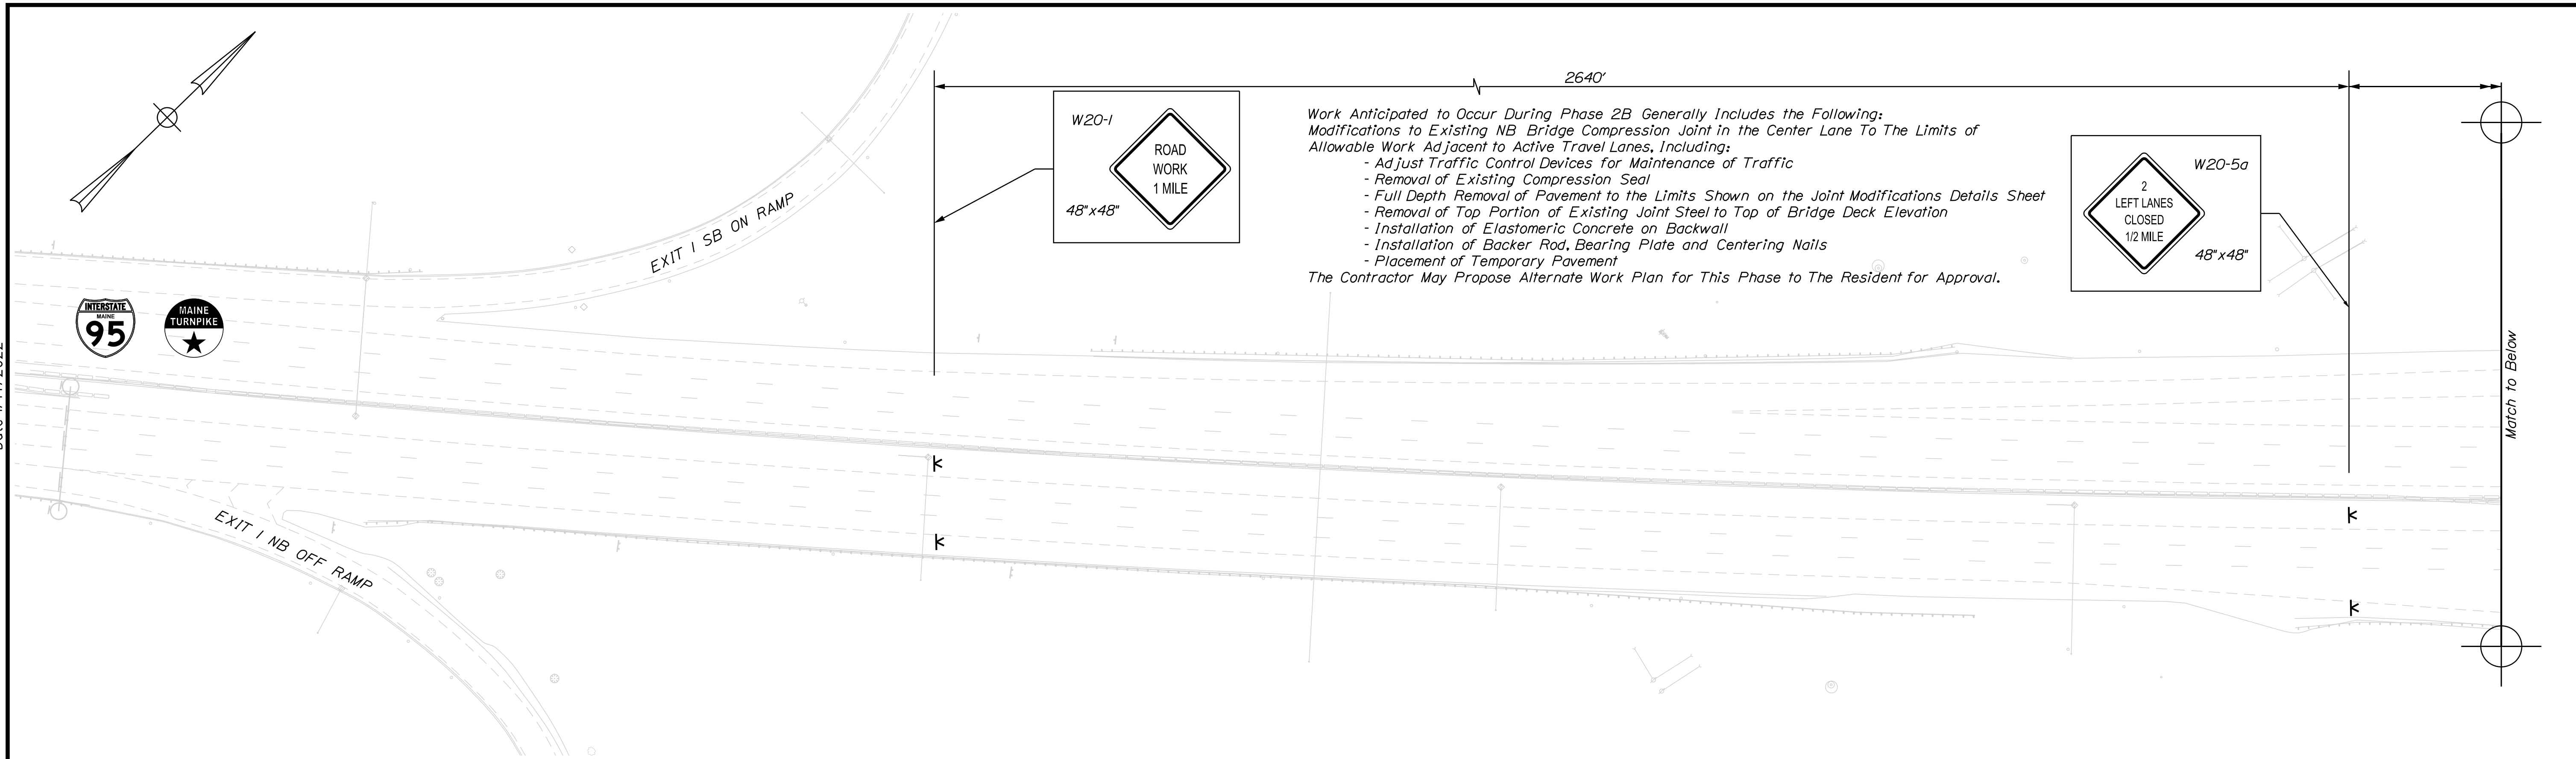 2640'
W20-1
ROAD
WORK
1 MILE
48"x48"
Work Anticipated to Occur During Phase 2B Generally Includes the Following:
Modifications to Existing NB Bridge Compression Joint in the Center Lane To The Limits of
Allowable Work Adjacent to Active Travel Lanes, Including:
- Adjust Traffic Control Devices for Maintenance of Traffic
- Removal of Existing Compression Seal
- Full Depth Removal of Pavement to the Limits Shown on the Joint Modifications Details Sheet
- Removal of Top Portion of Existing Joint Steel to Top of Bridge Deck Elevation
- Installation of Elastomeric Concrete on Backwall
- Installation of Backer Rod, Bearing Plate and Centering Nails
- Placement of Temporary Pavement
The Contractor May Propose Alternate Work Plan for This Phase to The Resident for Approval.
W20-5a
2
LEFT LANES
CLOSED
1/2 MILE
48"x48"
EXIT 1 SB ON RAMP
INTERSTATE
MAINE
95
MAINE
TURNPIKE
Match to Below
EXIT 1 NB OFF RAMP